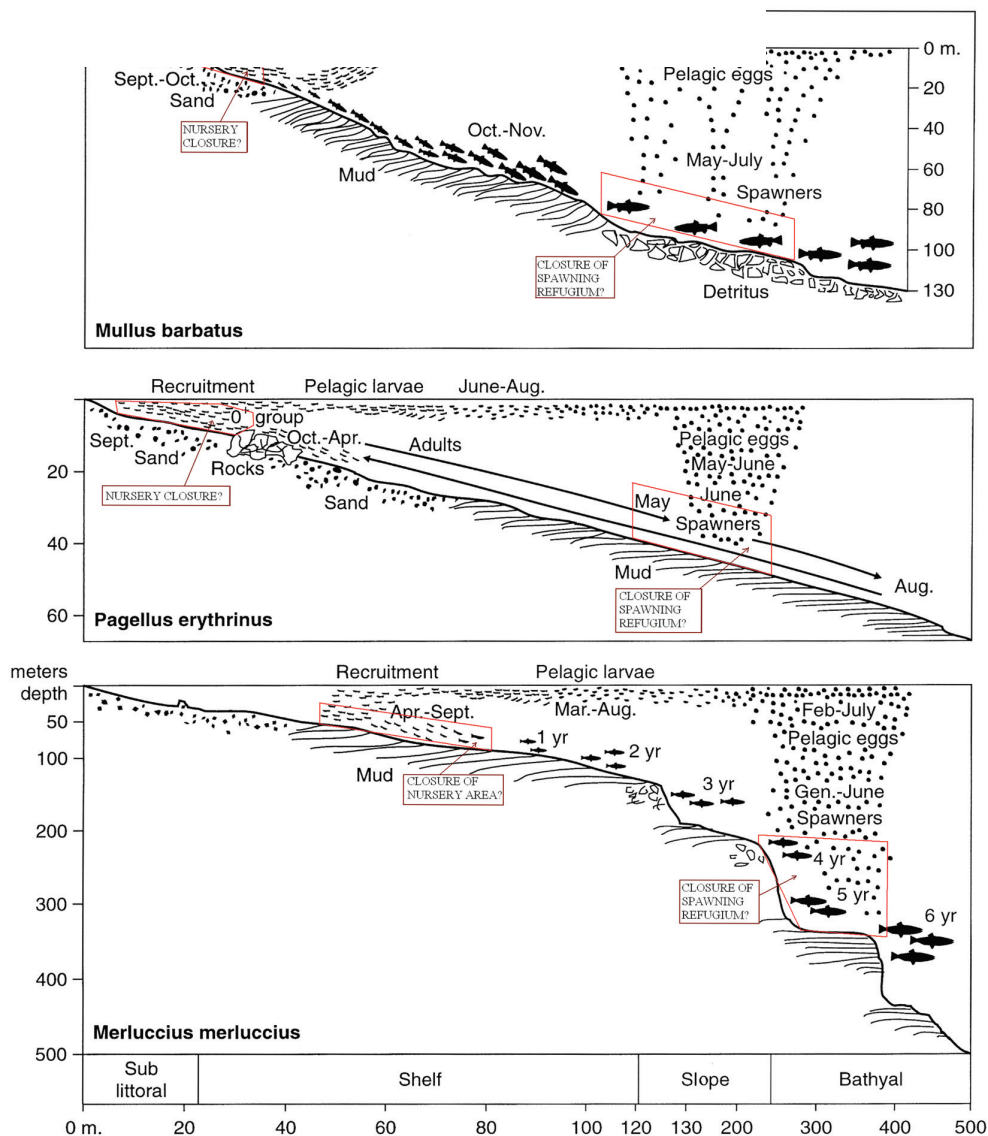 0 m.
Pelagic eggs
Sept.-Oct.
Sand
20
NURSERY
CLOSURE?
Oct.-Nov.
40
May-July
Mud
60
Spawners
80
CLOSURE OF
SPAWNING
REFUGIUM?
100
Detritus
130
Mullus barbatus
Recruitment
Pelagic larvae
June-Aug.
0+ group
Sept.
Sand
Oct-Apr.
Adults
Pelagic eggs
May-June
Rocks
20
NURSERY CLOSURE?
Sand
May
June
Spawners
40
Mud
Aug.
CLOSURE OF
SPAWNING
REFUGIUM?
60
Pagellus erythrinus
meters
depth
Recruitment
Pelagic larvae
Apr.-Sept.
Mar.-Aug.
Feb-July
50
Pelagic eggs
1 yr
2 yr
100
Mud
CLOSURE OF
NURSERY AREA?
3 yr
Gen.-June
Spawners
200
4 yr
CLOSURE OF
SPAWNING
REFUGIUM?
5 yr
300
6 yr
400
Merluccius merluccius
500
Sub
littoral
Shelf
Slope
Bathyal
0 m.
20
30
40
60
80
100
120
130
200
300
400
500